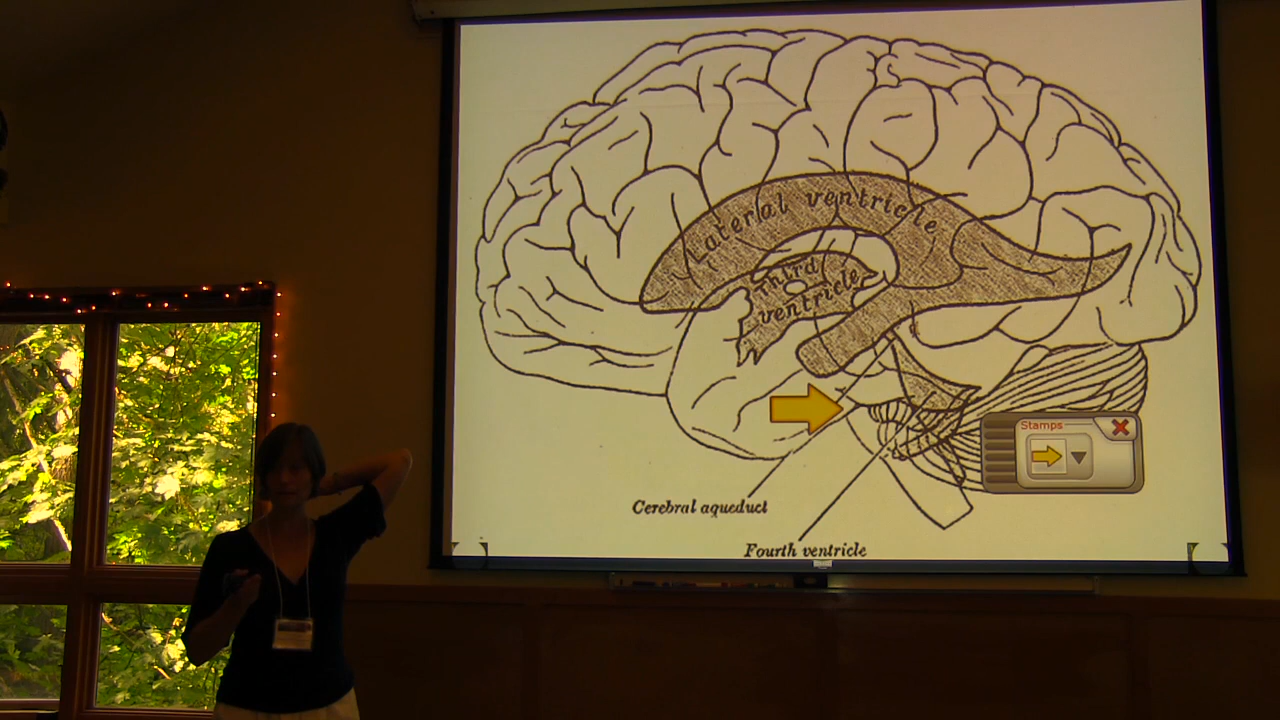 Lateral ventricle
Third
ventricle
Stamps
Cerebral aqueduct
Fourth ventricle